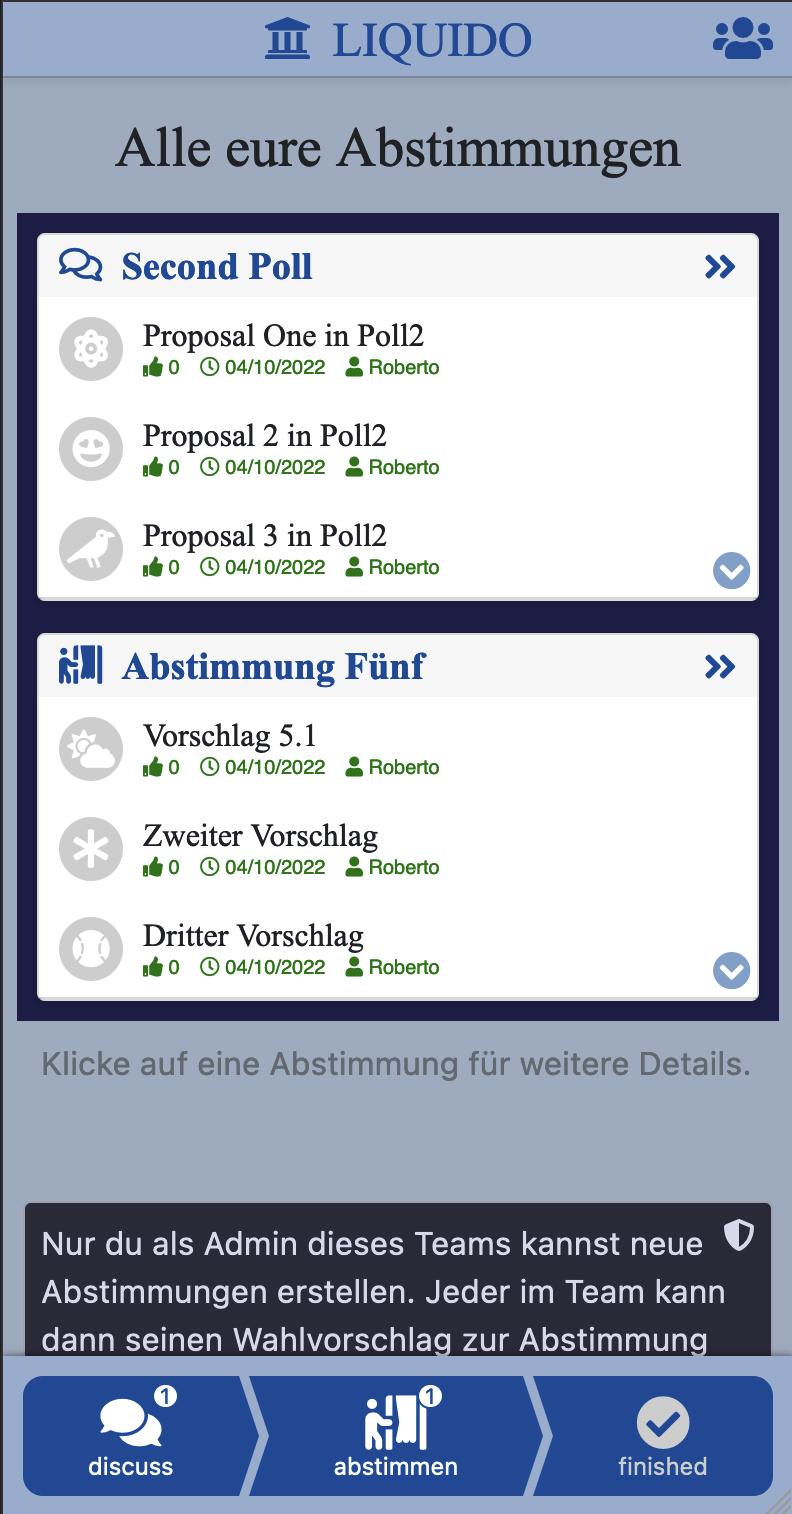 LIQUIDO
Alle eure Abstimmungen
Second Poll
Proposal One in Poll2
0 04/10/2022 Roberto
Proposal 2 in Poll2
0 04/10/2022 Roberto
Proposal 3 in Poll2
0 04/10/2022 Roberto
Abstimmung Fünf
Vorschlag 5.1
0 04/10/2022 Roberto
Zweiter Vorschlag
0 04/10/2022 Roberto
Dritter Vorschlag
0 04/10/2022 Roberto
Klicke auf eine Abstimmung für weitere Details.
Nur du als Admin dieses Teams kannst neue
Abstimmungen erstellen. Jeder im Team kann
dann seinen Wahlvorschlag zur Abstimmung
1 1
discuss abstimmen finished